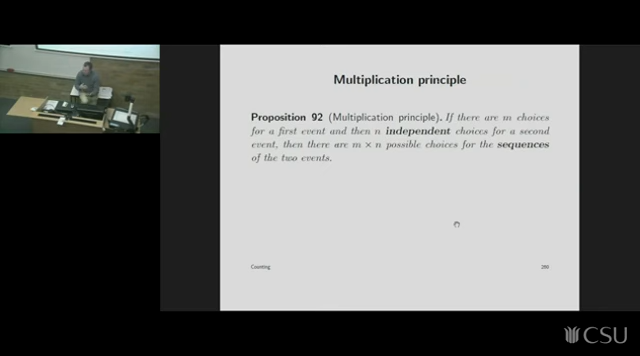 Multiplication principle
Proposition 92 (Multiplication principle). If there are m choices
for a first event and then n independent choices for a second
event, then there are m × n possible choices for the sequences
of the two events.
Counting
CSU